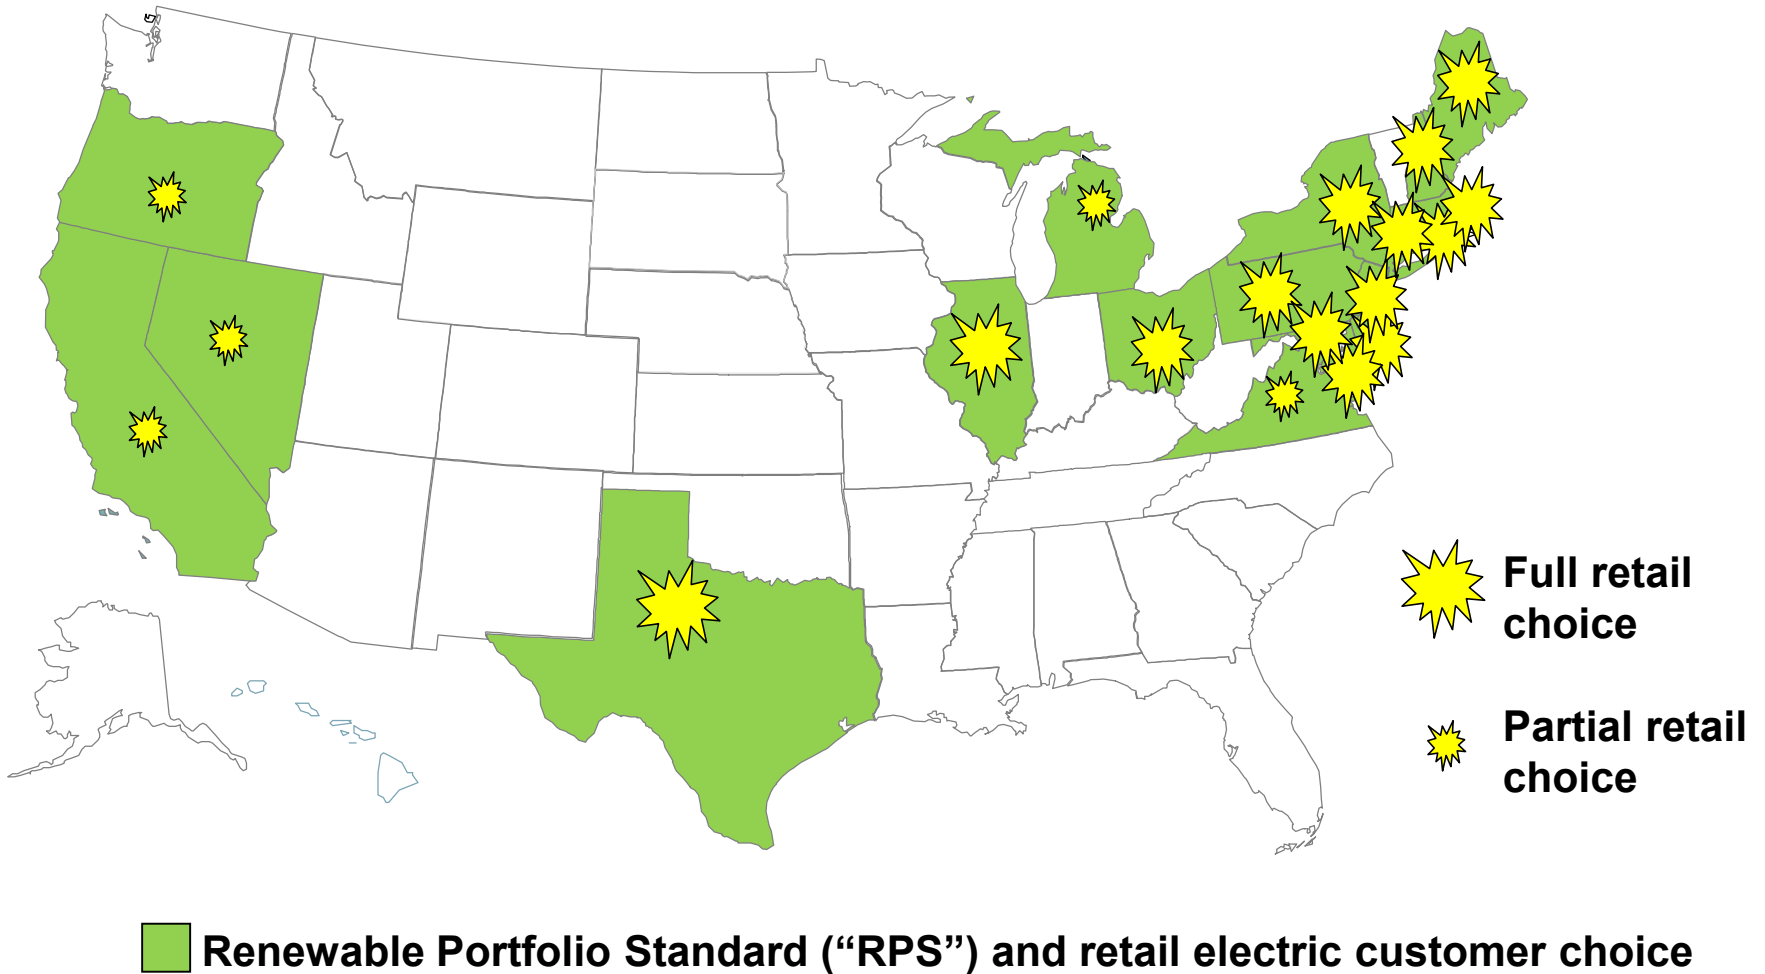 Full retail
choice
Partial retail
choice
Renewable Portfolio Standard (“RPS”) and retail electric customer choice